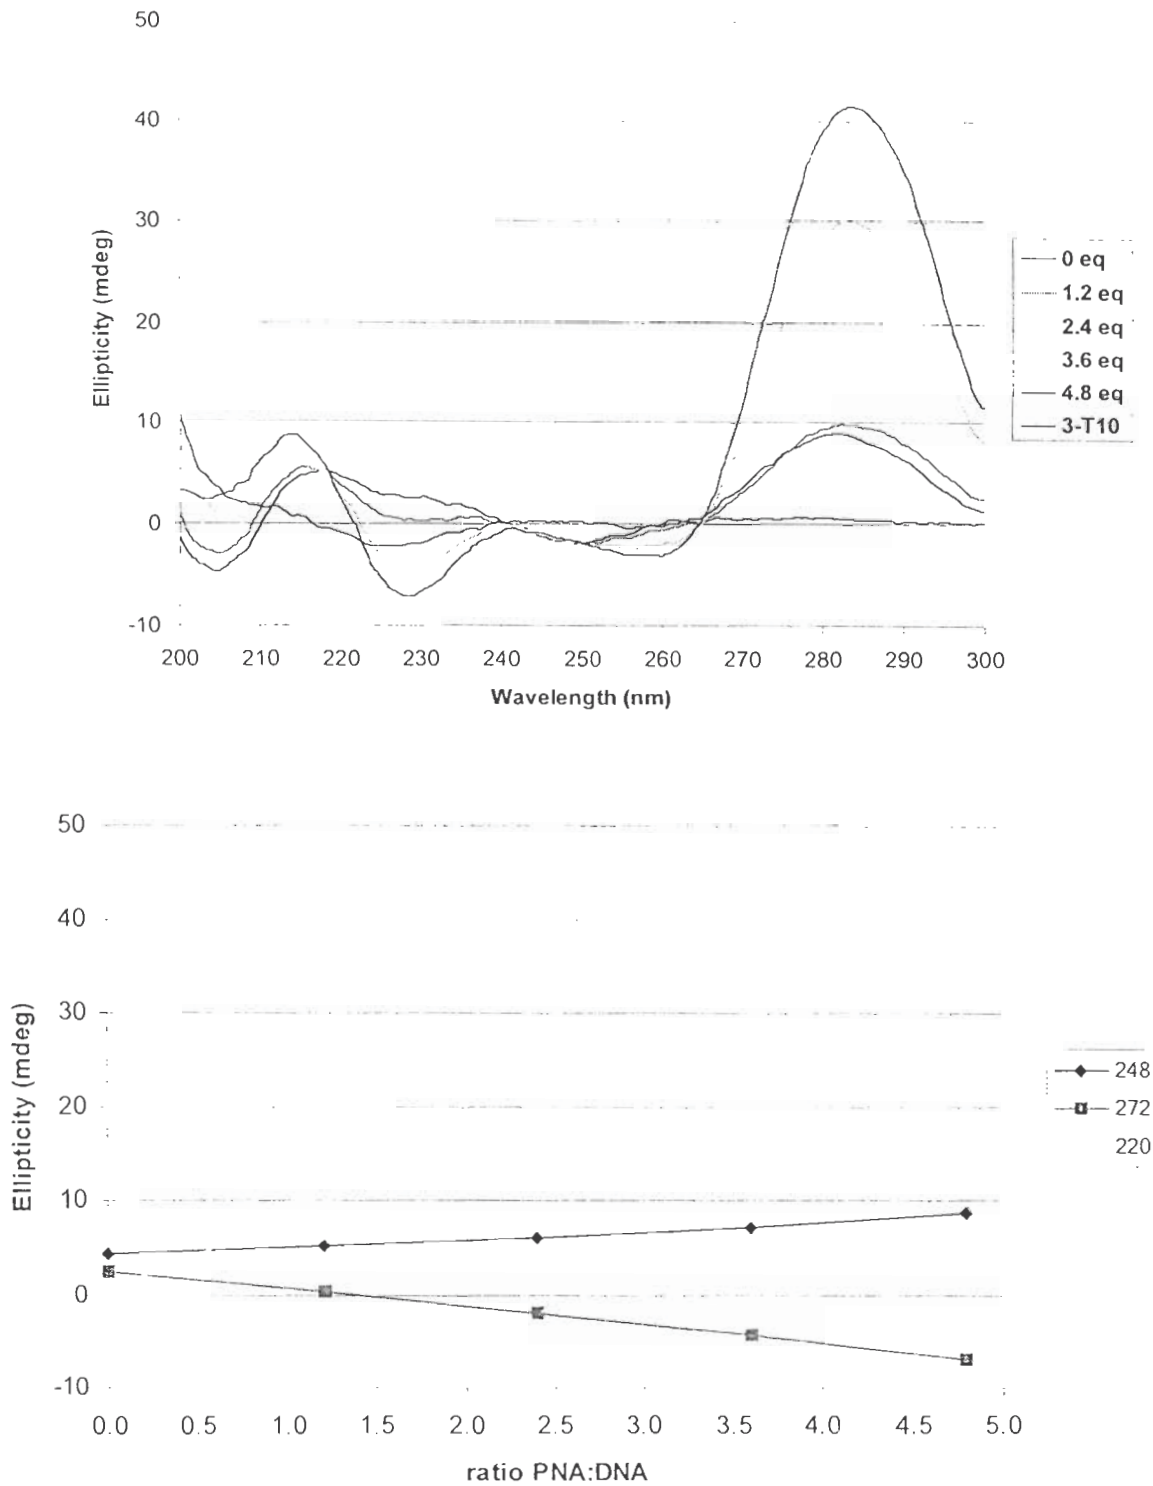 50
40
30
20
10
0
-10
Ellipticity (mdeg)
200 210 220 230 240 250 260 270 280 290 300
Wavelength (nm)
0 eq
1.2 eq
2.4 eq
3.6 eq
4.8 eq
3-T10
50
40
30
20
10
0
-10
Ellipticity (mdeg)
0.0 0.5 1.0 1.5 2.0 2.5 3.0 3.5 4.0 4.5 5.0
ratio PNA:DNA
248
272
220